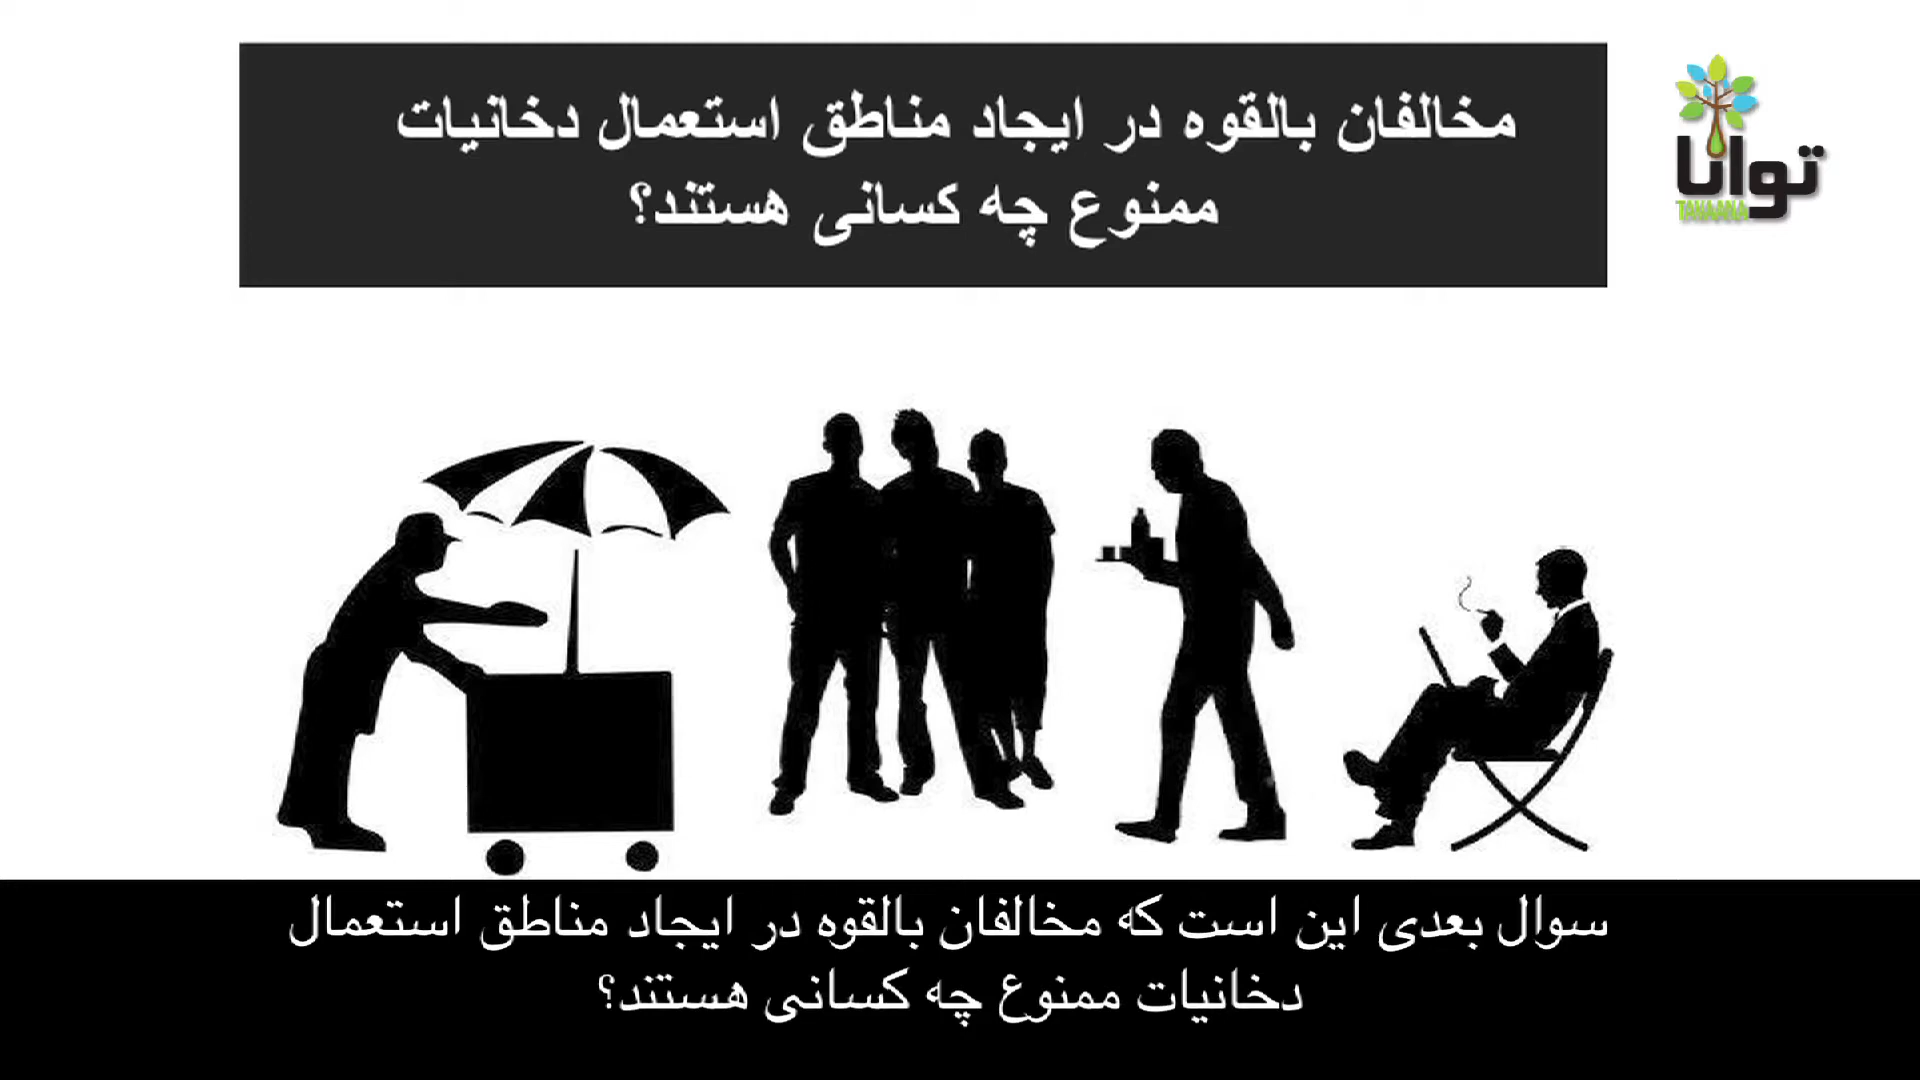 مخالفان بالقوه در ایجاد مناطق استعمال دخانیات
ممنوع چه کسانی هستند؟
توانا
TAVAANA
سوال بعدی این است که مخالفان بالقوه در ایجاد مناطق استعمال
دخانیات ممنوع چه کسانی هستند؟